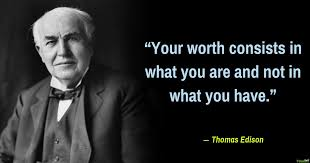 “Your worth consists in
what you are and not in
what you have.”
— Thomas Edison